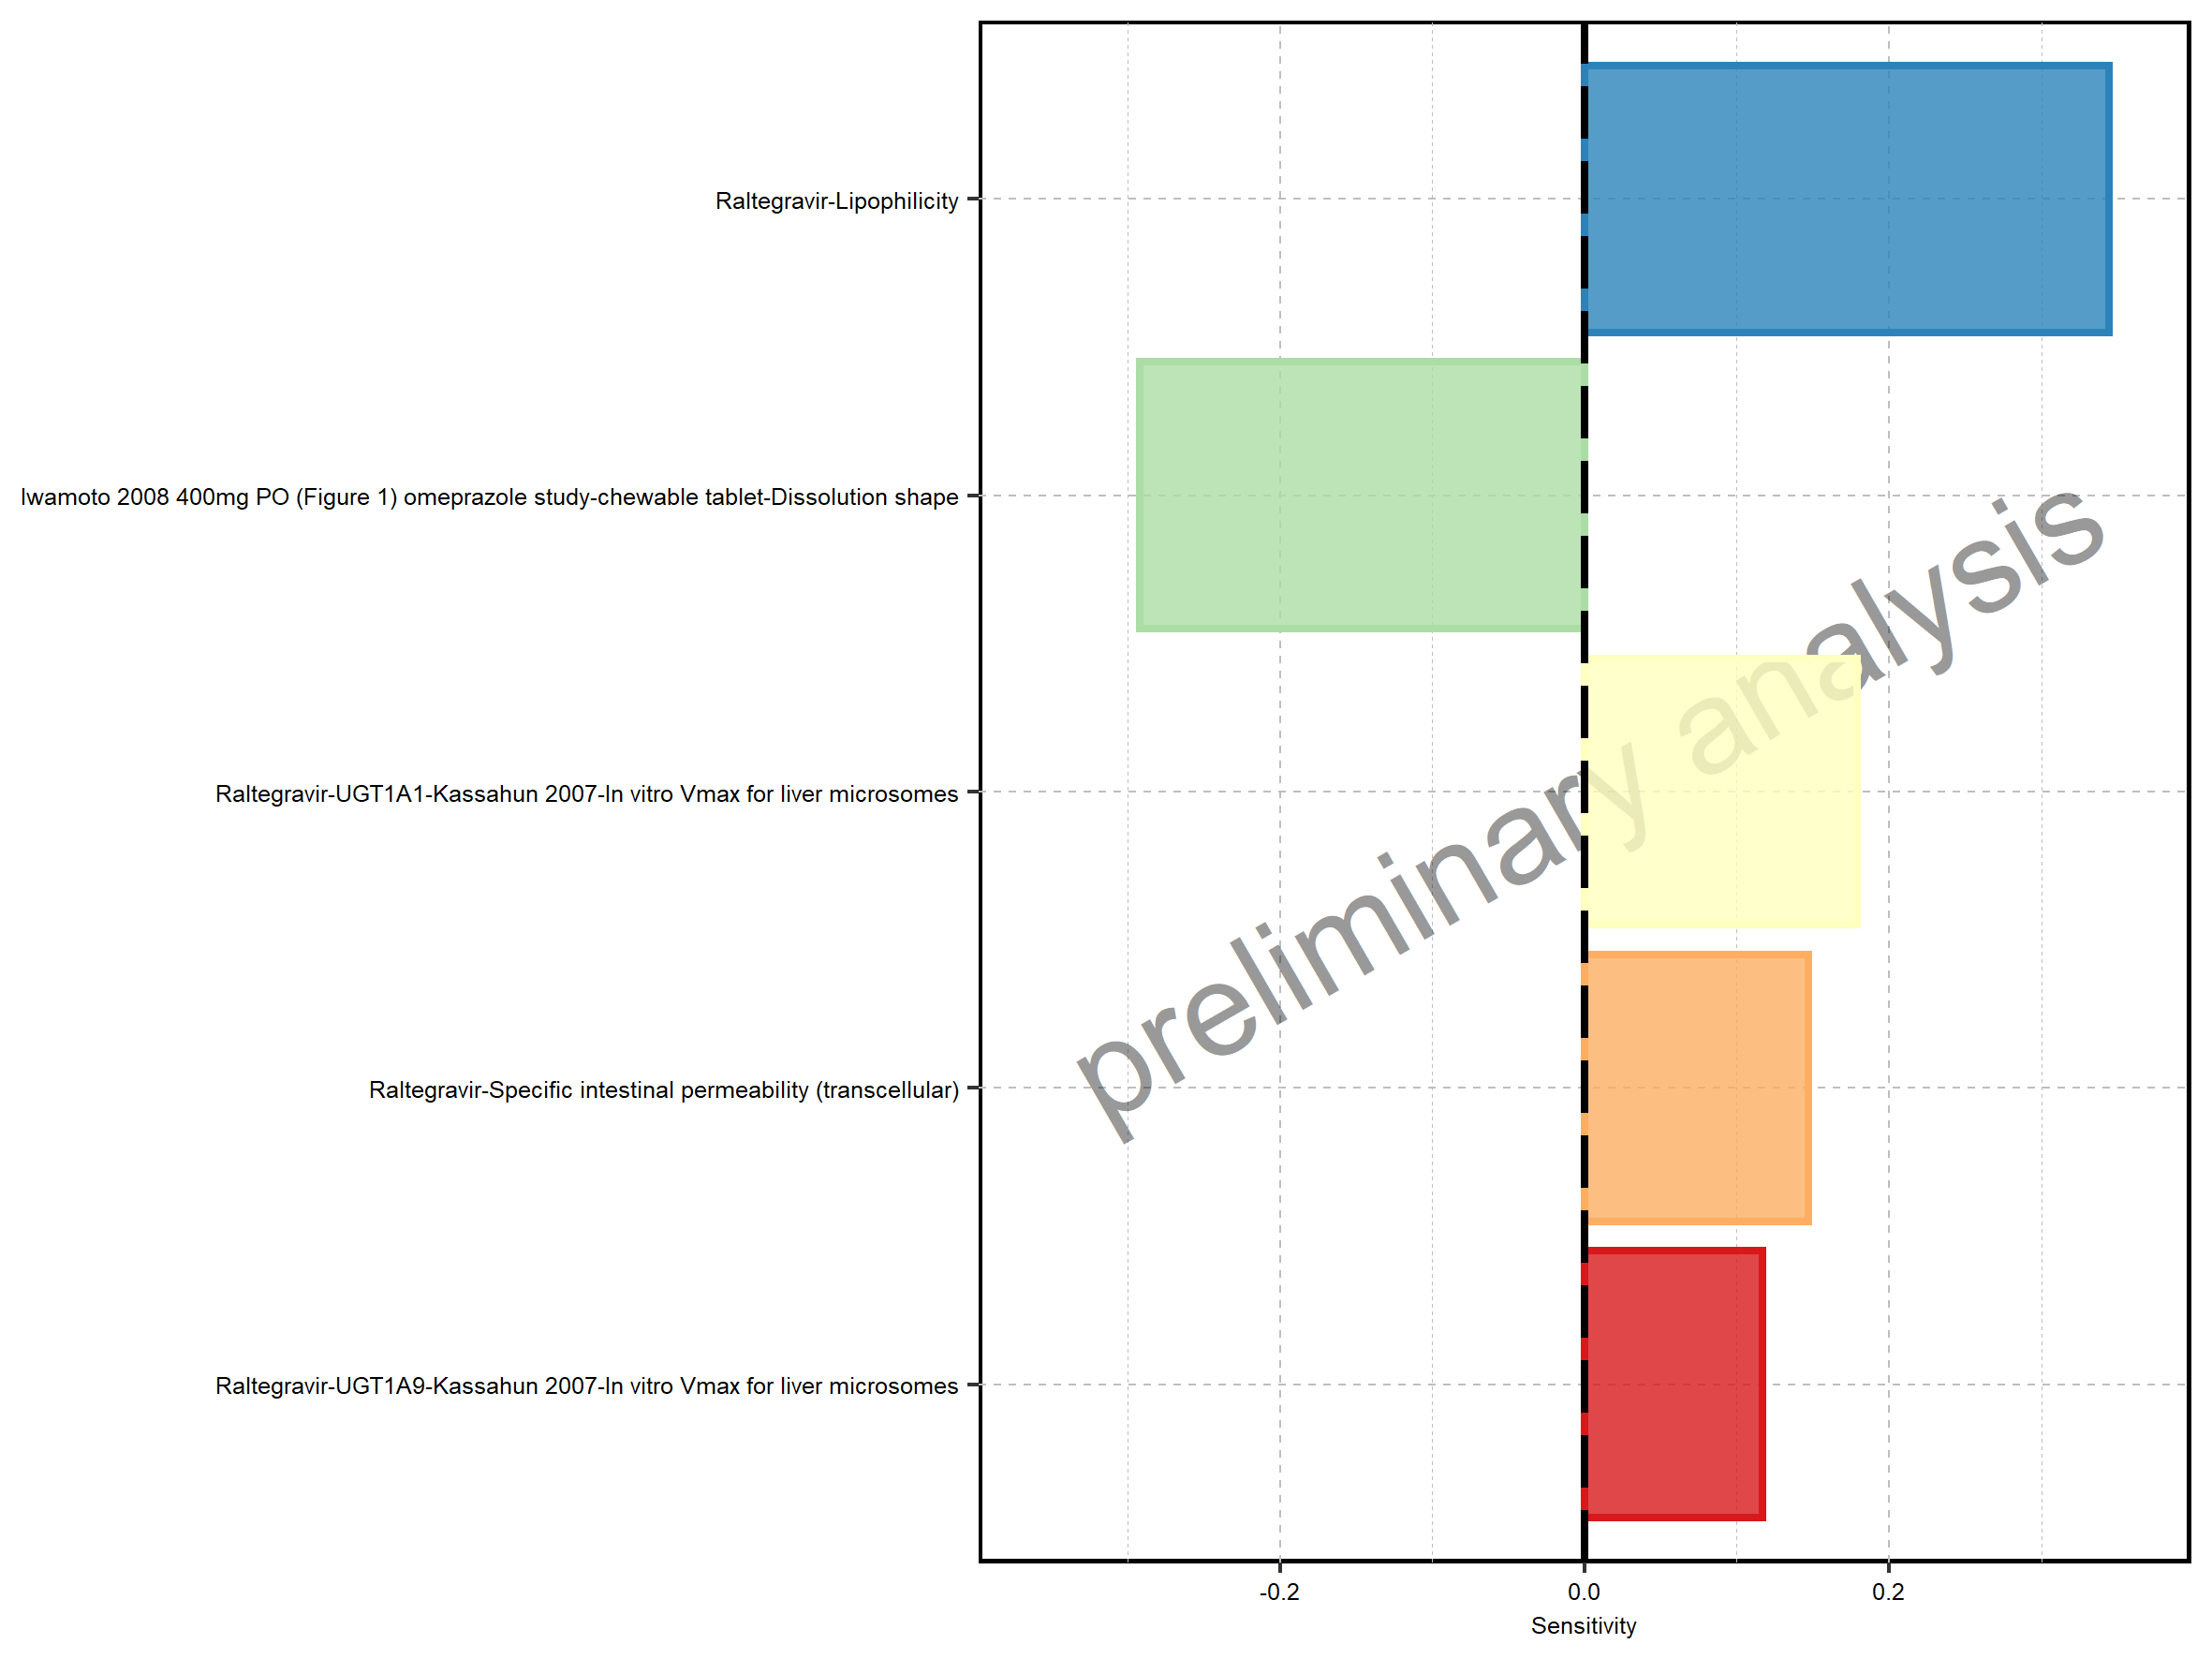 Raltegravir-Lipophilicity
Iwamoto 2008 400mg PO (Figure 1) omeprazole study-chewable tablet-Dissolution shape
Raltegravir-UGT1A1-Kassahun 2007-In vitro Vmax for liver microsomes
Raltegravir-Specific intestinal permeability (transcellular)
Raltegravir-UGT1A9-Kassahun 2007-In vitro Vmax for liver microsomes
preliminary analysis
-0.2 0.0 0.2
Sensitivity